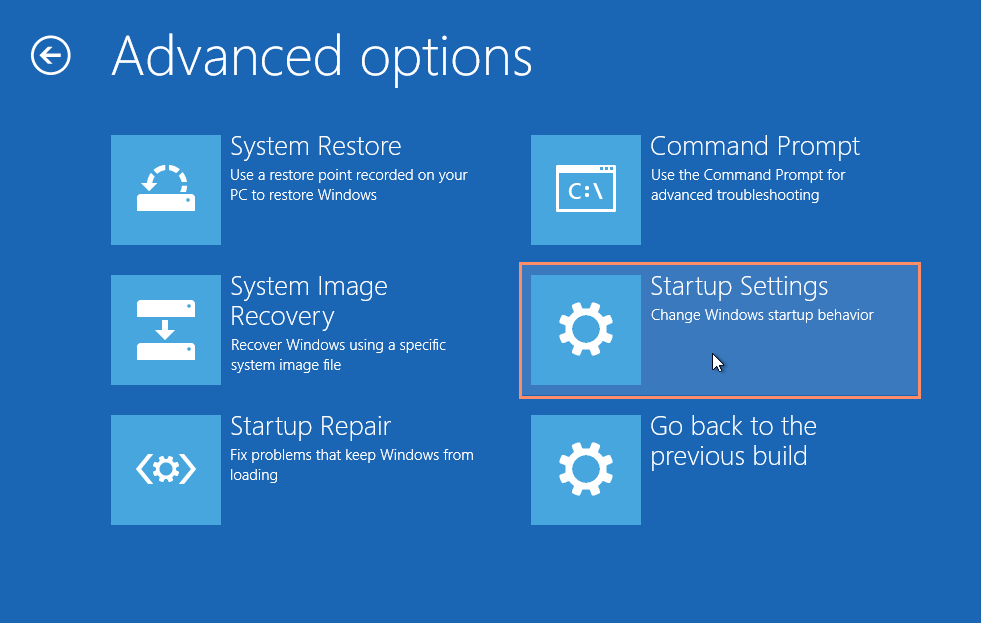 Advanced options
System Restore
Use a restore point recorded on your
PC to restore Windows
Command Prompt
Use the Command Prompt for
advanced troubleshooting
C:\
System Image
Recovery
Recover Windows using a specific
system image file
Startup Settings
Change Windows startup behavior
Startup Repair
Fix problems that keep Windows from
loading
Go back to the
previous build